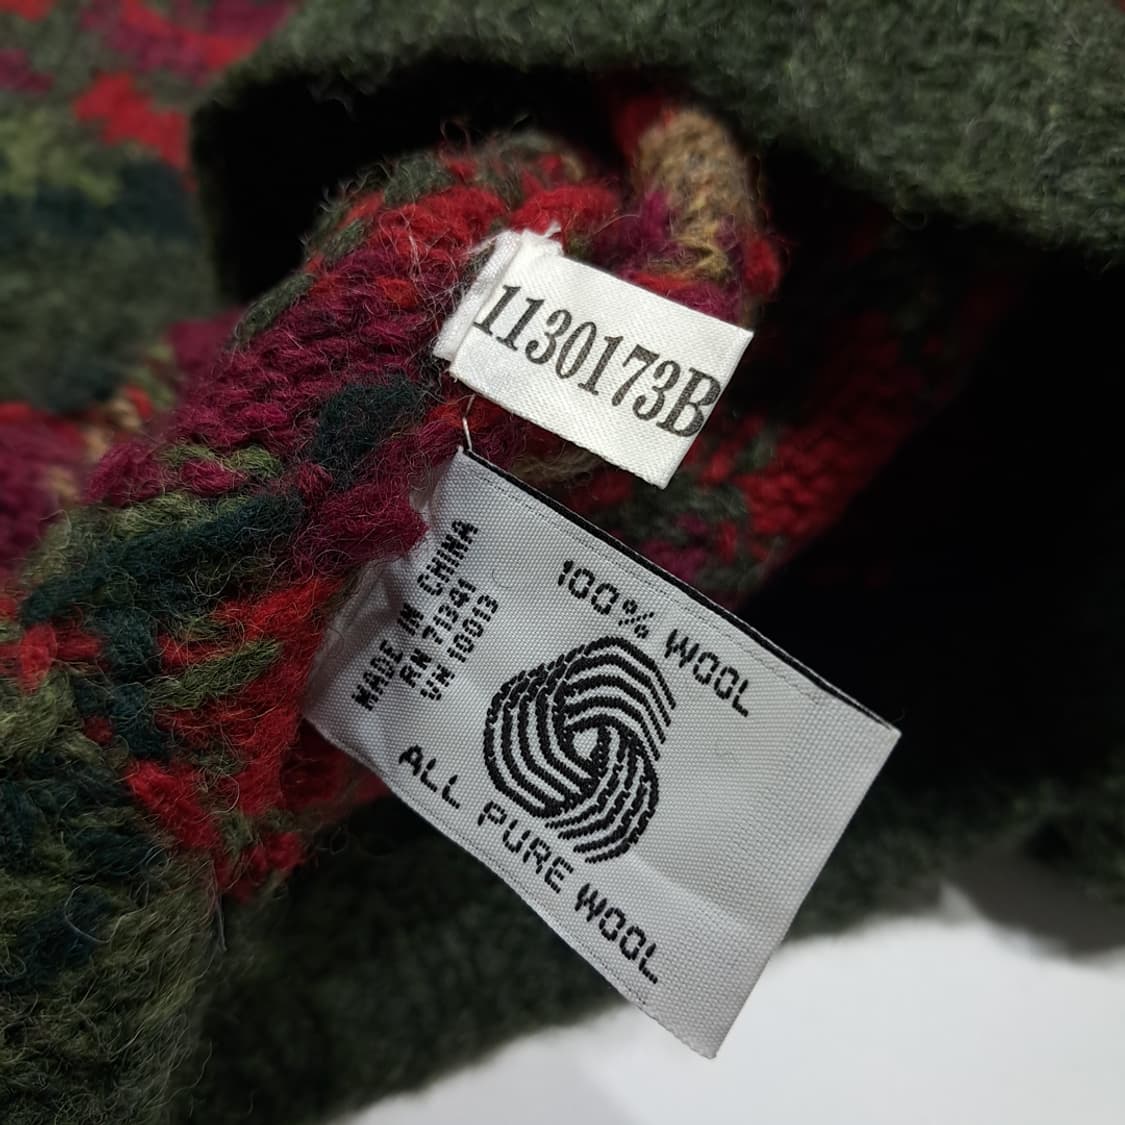 1130173B
MADE IN CHINA
RN 71341
VN 10013
100% WOOL
ALL PURE WOOL